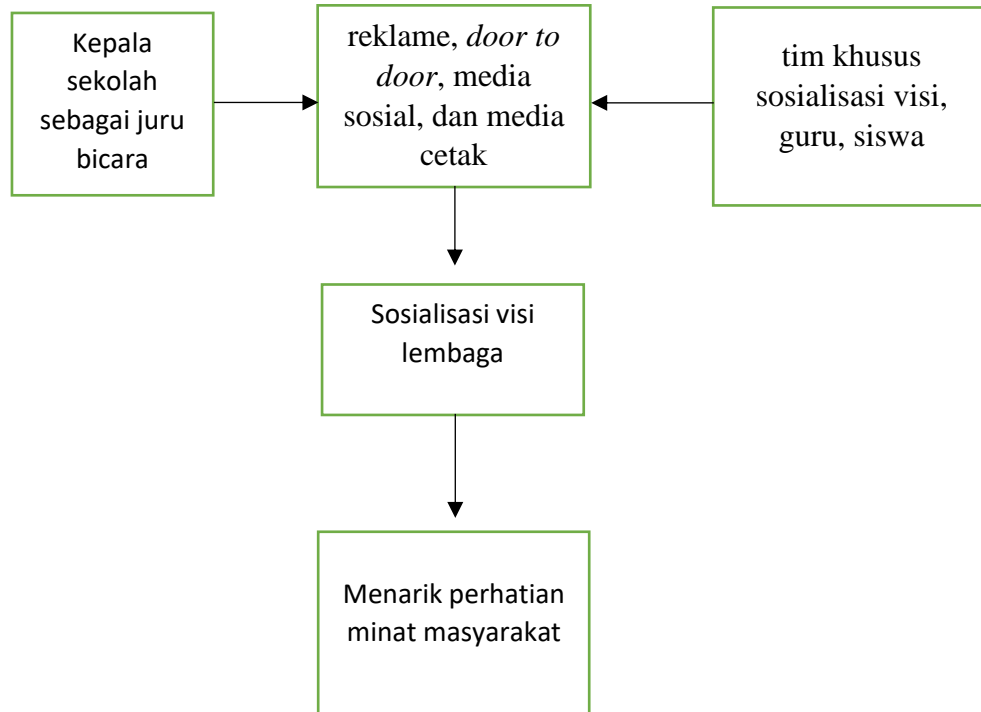 Kepala
sekolah
sebagai juru
bicara
reklame, door to
door, media
sosial, dan media
cetak
tim khusus
sosialisasi visi,
guru, siswa
Sosialisasi visi
lembaga
Menarik perhatian
minat masyarakat